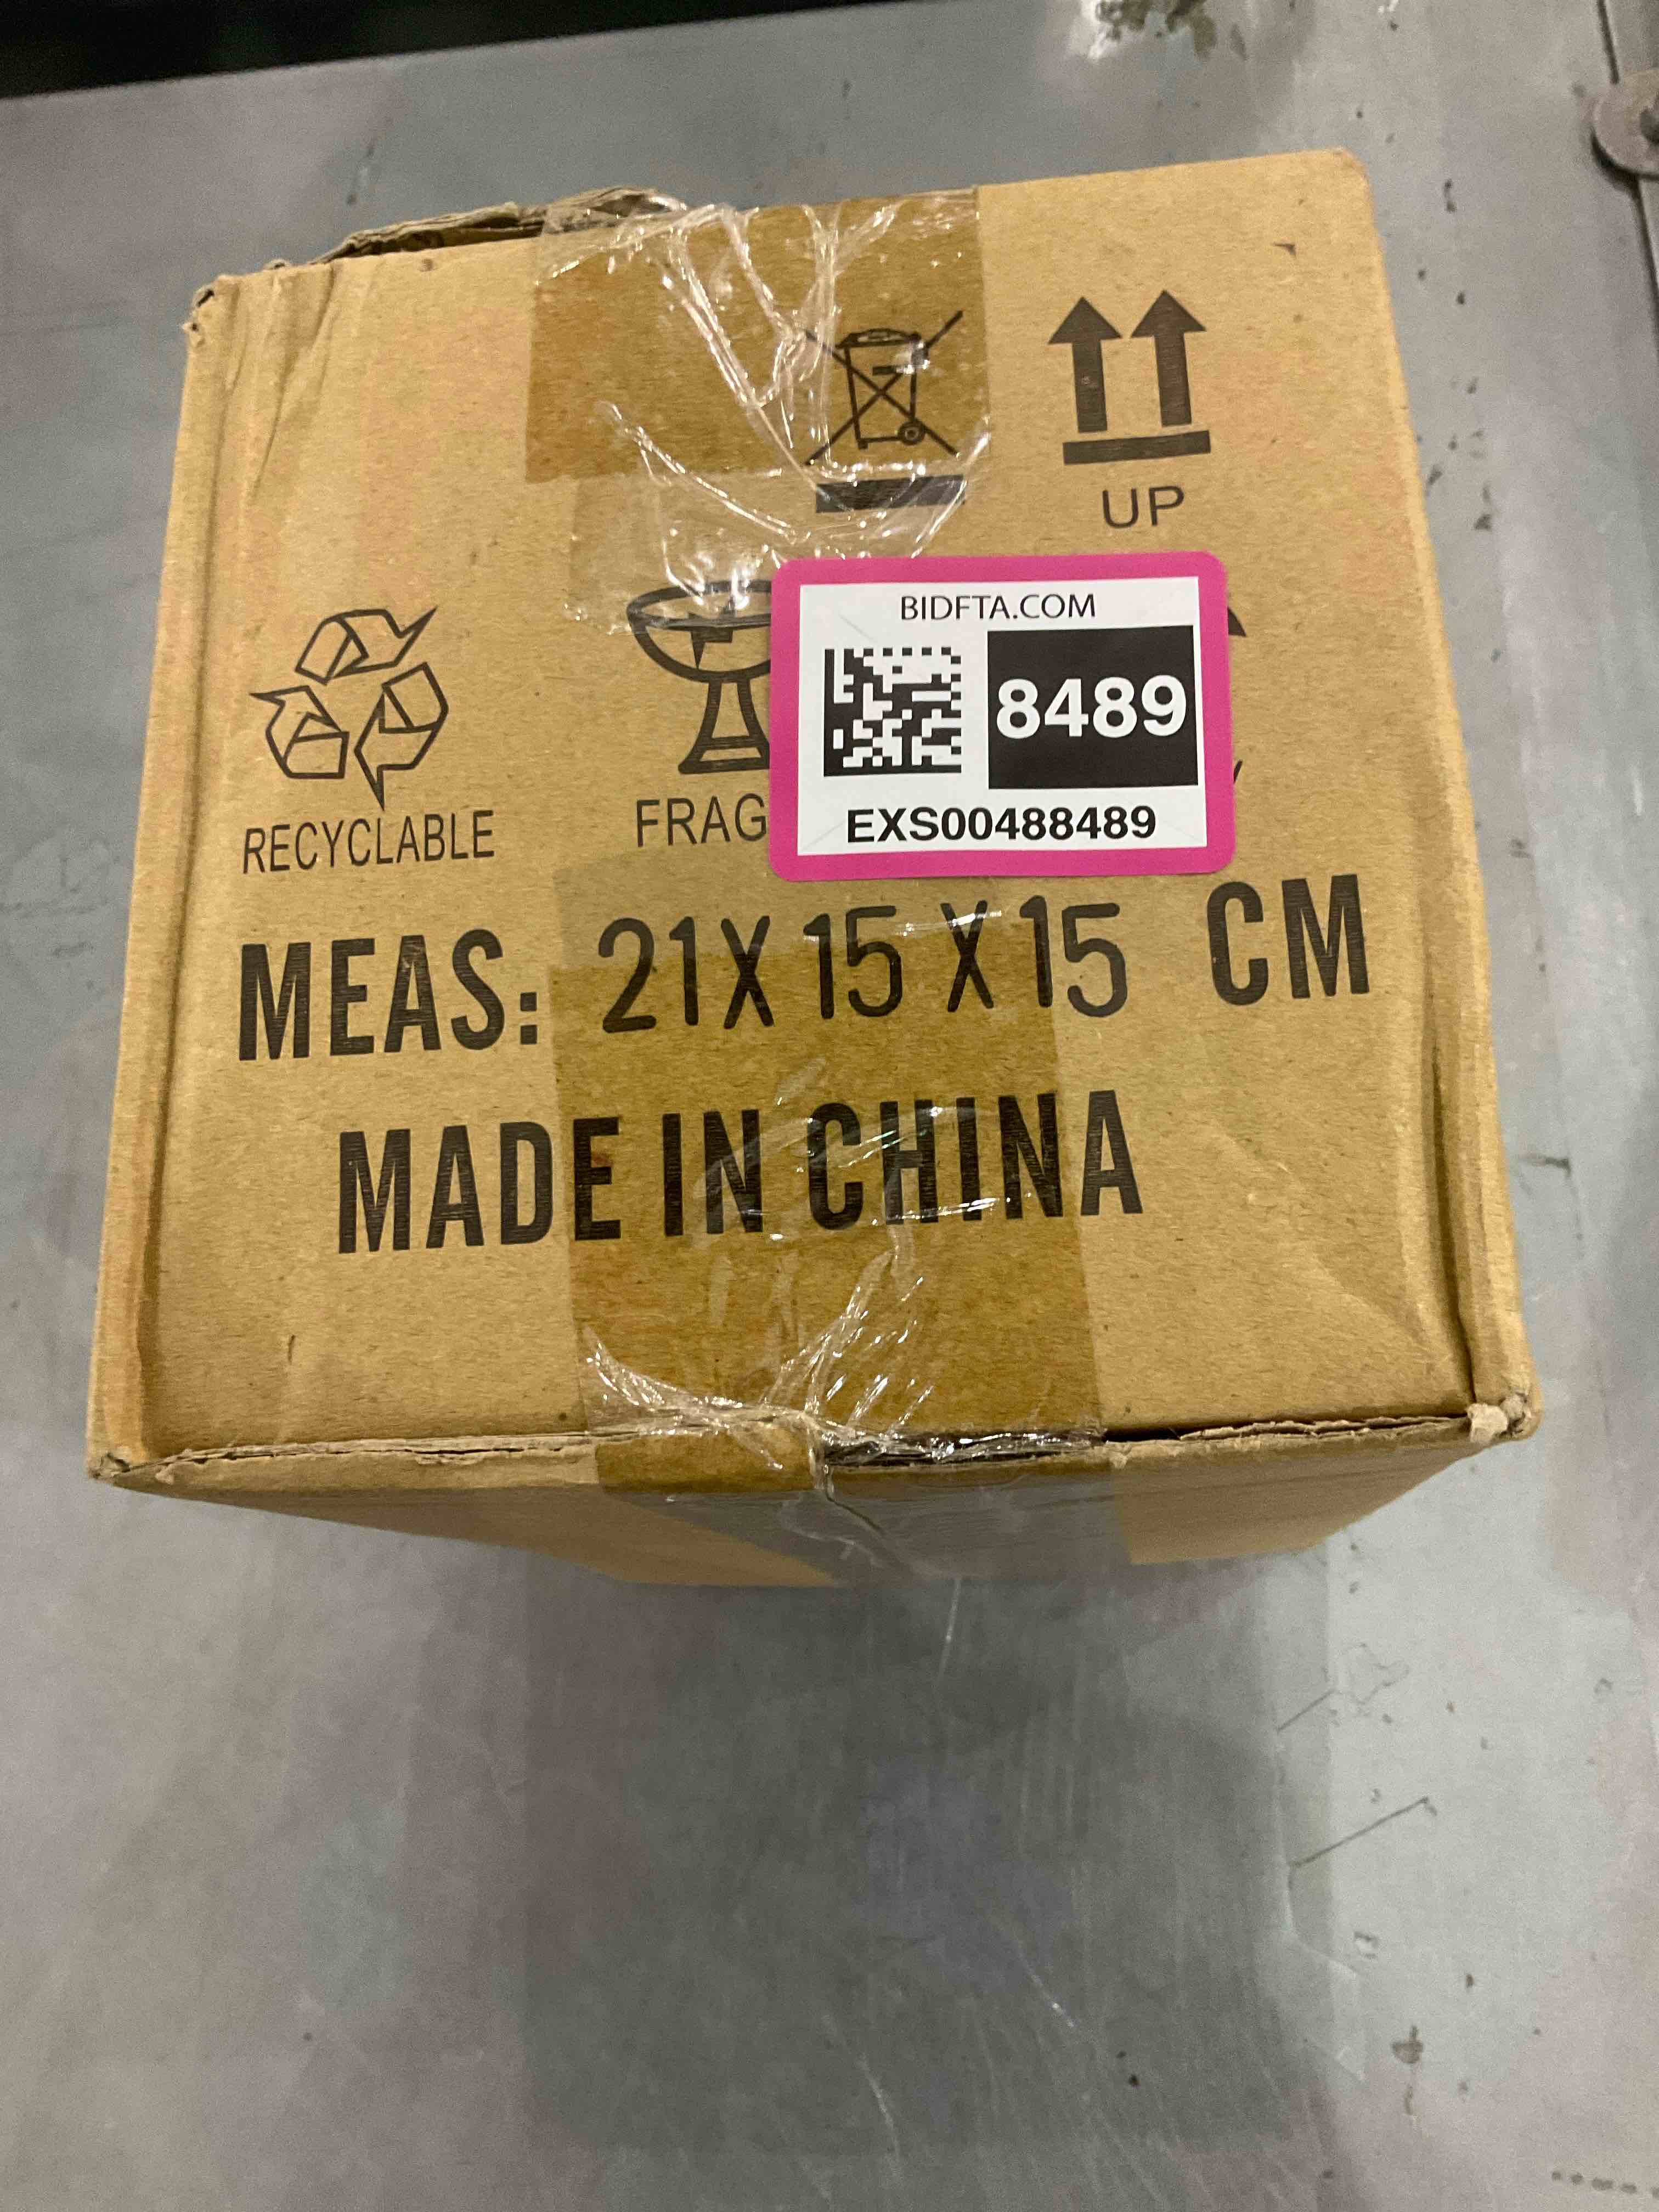 UP
BIDFTA.COM
8489
EXS00488489
RECYCLABLE
FRAG
MEAS: 21X 15 X 15 CM
MADE IN CHINA